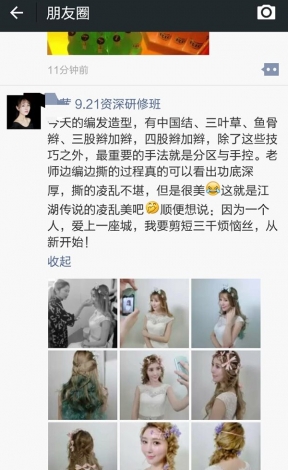 朋友圈
11分钟前
9.21资深研修班
今天的编发造型，有中国结、三叶草、鱼骨
辫、三股辫加辫，四股辫加辫，除了这些技
巧之外，最重要的手法就是分区与手控。老
师边编边撕的过程真的可以看出功底深
厚，撕的凌乱不堪，但是很美😂这就是江
湖传说的凌乱美吧🤣顺便想说；因为一个
人，爱上一座城，我要剪短三千烦恼丝，从
新开始！
收起